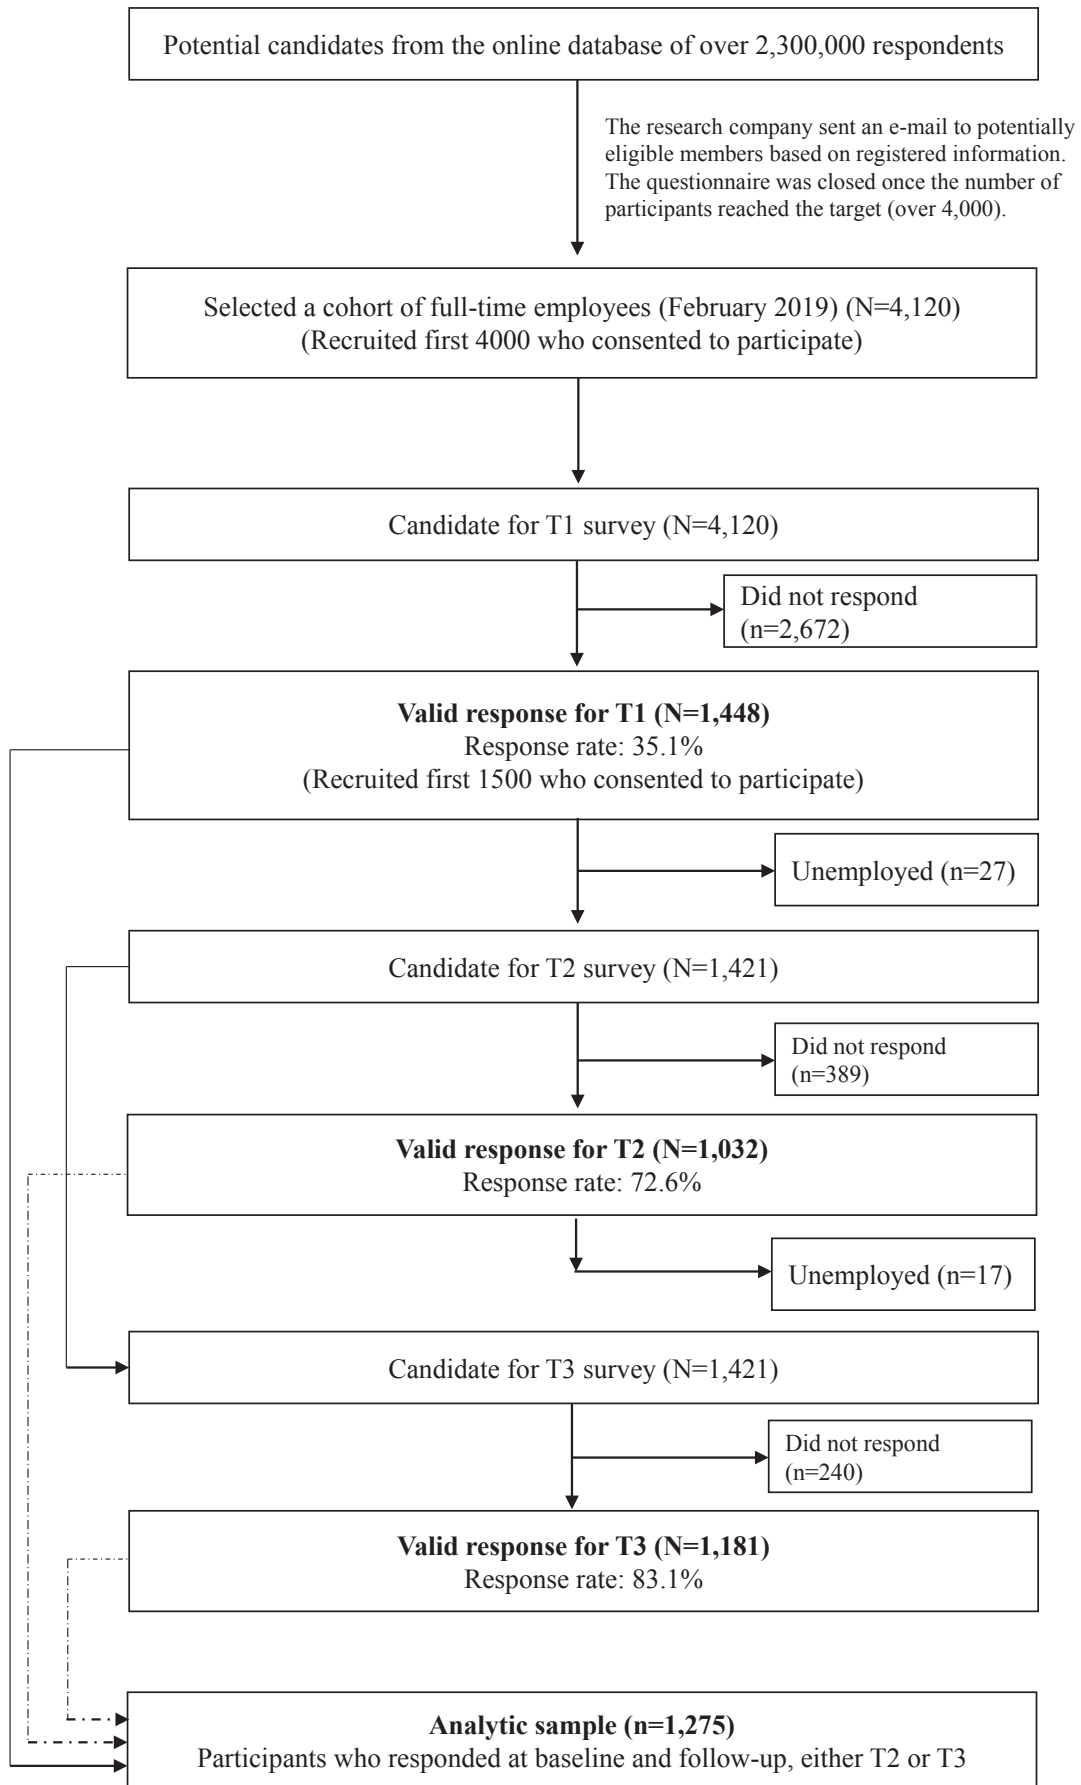 Potential candidates from the online database of over 2,300,000 respondents
The research company sent an e-mail to potentially
eligible members based on registered information.
The questionnaire was closed once the number of
participants reached the target (over 4,000).
Selected a cohort of full-time employees (February 2019) (N=4,120)
(Recruited first 4000 who consented to participate)
Candidate for T1 survey (N=4,120)
Did not respond
(n=2,672)
Valid response for T1 (N=1,448)
Response rate: 35.1%
(Recruited first 1500 who consented to participate)
Unemployed (n=27)
Candidate for T2 survey (N=1,421)
Did not respond
(n=389)
Valid response for T2 (N=1,032)
Response rate: 72.6%
Unemployed (n=17)
Candidate for T3 survey (N=1,421)
Did not respond
(n=240)
Valid response for T3 (N=1,181)
Response rate: 83.1%
Analytic sample (n=1,275)
Participants who responded at baseline and follow-up, either T2 or T3